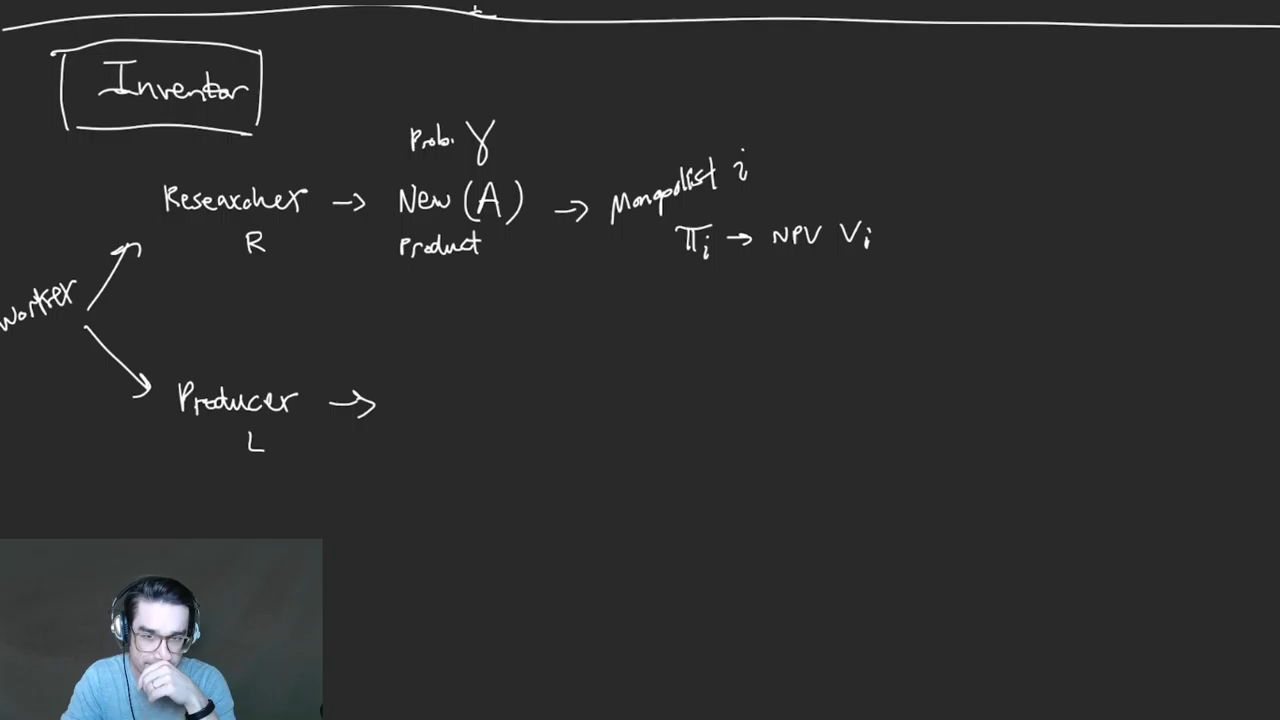 Inventor
Prob. γ
Researcher → New (A) → Monopolist i
R
Product
πi → NPV Vi
Worker
Producer →
L